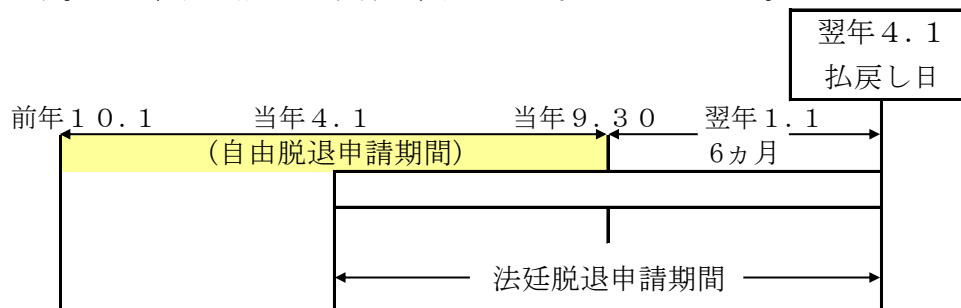 翌年４．１
払戻し日
前年１０．１ 当年４．１ 当年９．３０ 翌年１．１
(自由脱退申請期間) 6ヵ月
法廷脱退申請期間